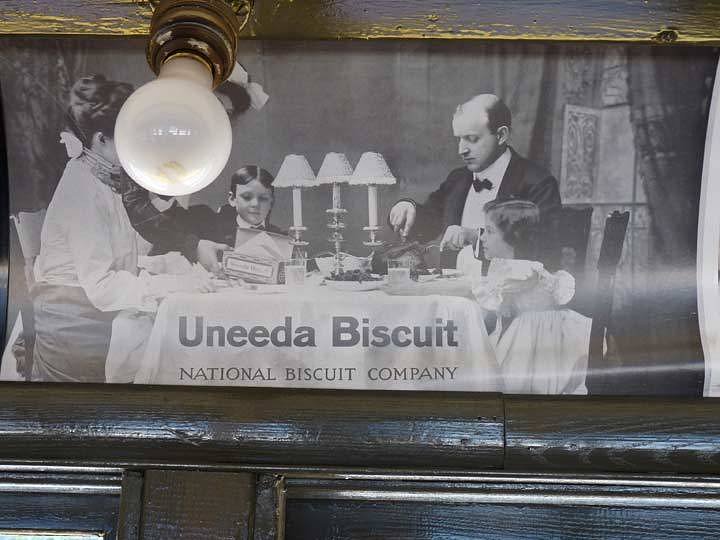 Uneeda Biscuit
NATIONAL BISCUIT COMPANY